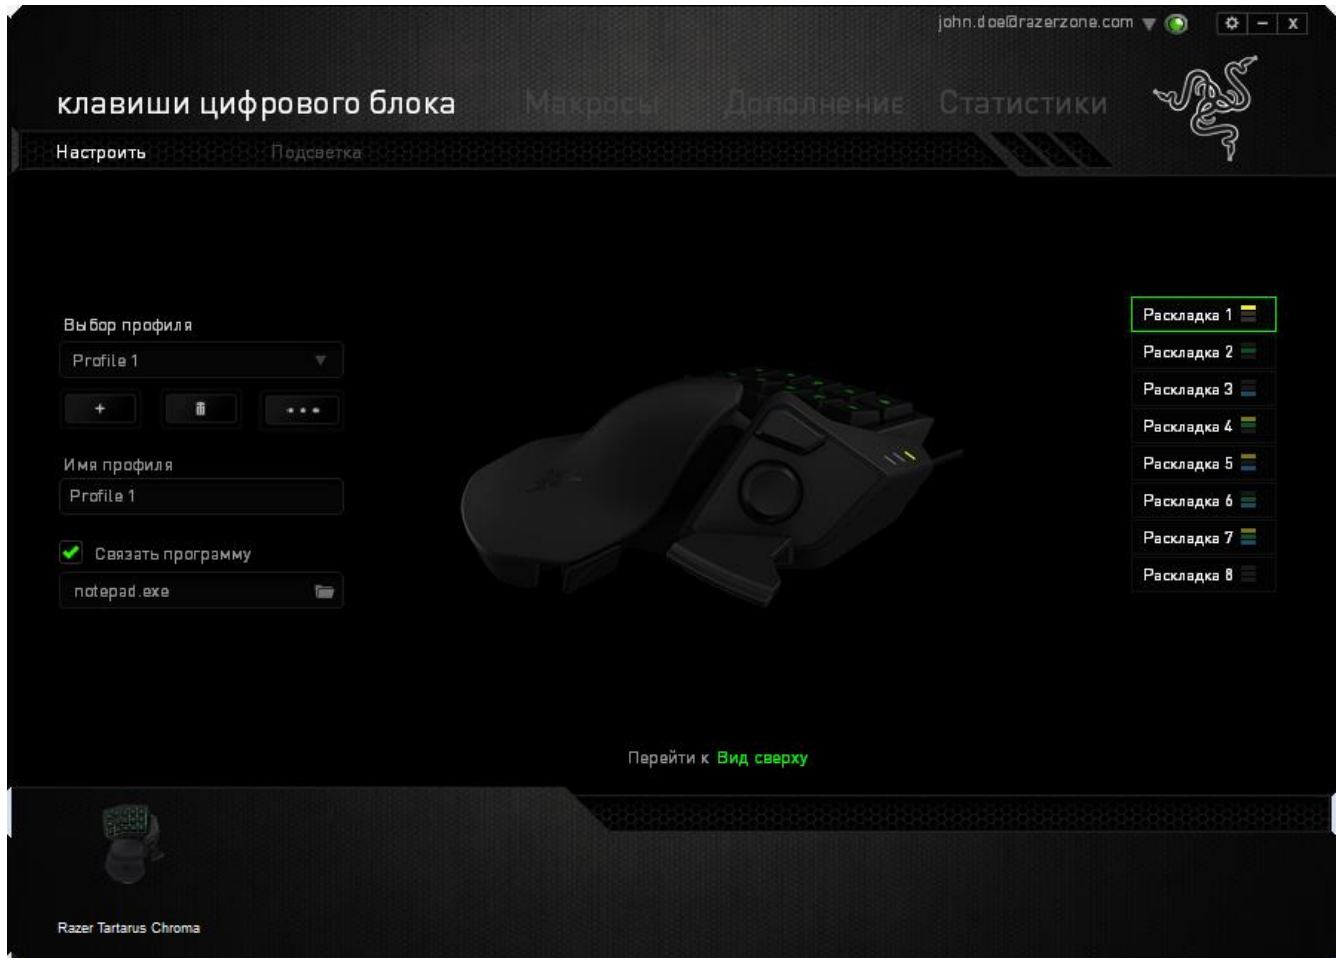 john.doe@razerzone.com
клавиши цифрового блока Макросы Дополнение Статистики
Настроить Подсветка
Выбор профиля
Profile 1
Имя профиля
Profile 1
Связать программу
notepad.exe
Раскладка 1
Раскладка 2
Раскладка 3
Раскладка 4
Раскладка 5
Раскладка 6
Раскладка 7
Раскладка 8
Перейти к Вид сверху
Razer Tartarus Chroma